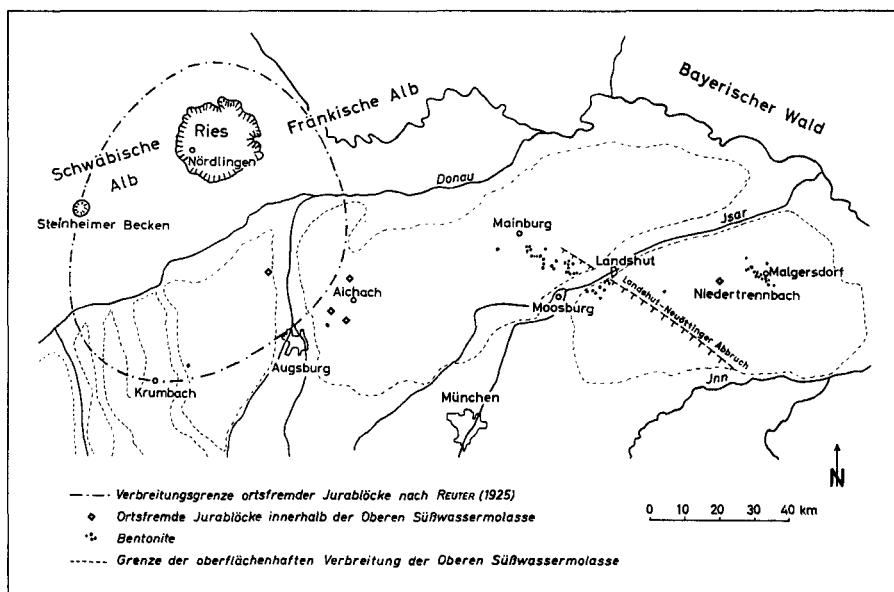 Bayerischer Wald
Fränkische Alb
Ries
Nördlingen
Schwäbische
Alb
Steinheimer Becken
Donau
Mainburg
Jsar
Landshut
Malgersdorf
Niedertrennbach
Aichach
Moosburg
Landshut-Neuöttinger Abbruch
Augsburg
Krumbach
Jnn
München
N
Verbreitungsgrenze ortsfremder Jurablöcke nach REUTER (1925)
Ortsfremde Jurablöcke innerhalb der Oberen Süßwassermolasse
Bentonite
Grenze der oberflächenhaften Verbreitung der Oberen Süßwassermolasse
0 10 20 30 40 km